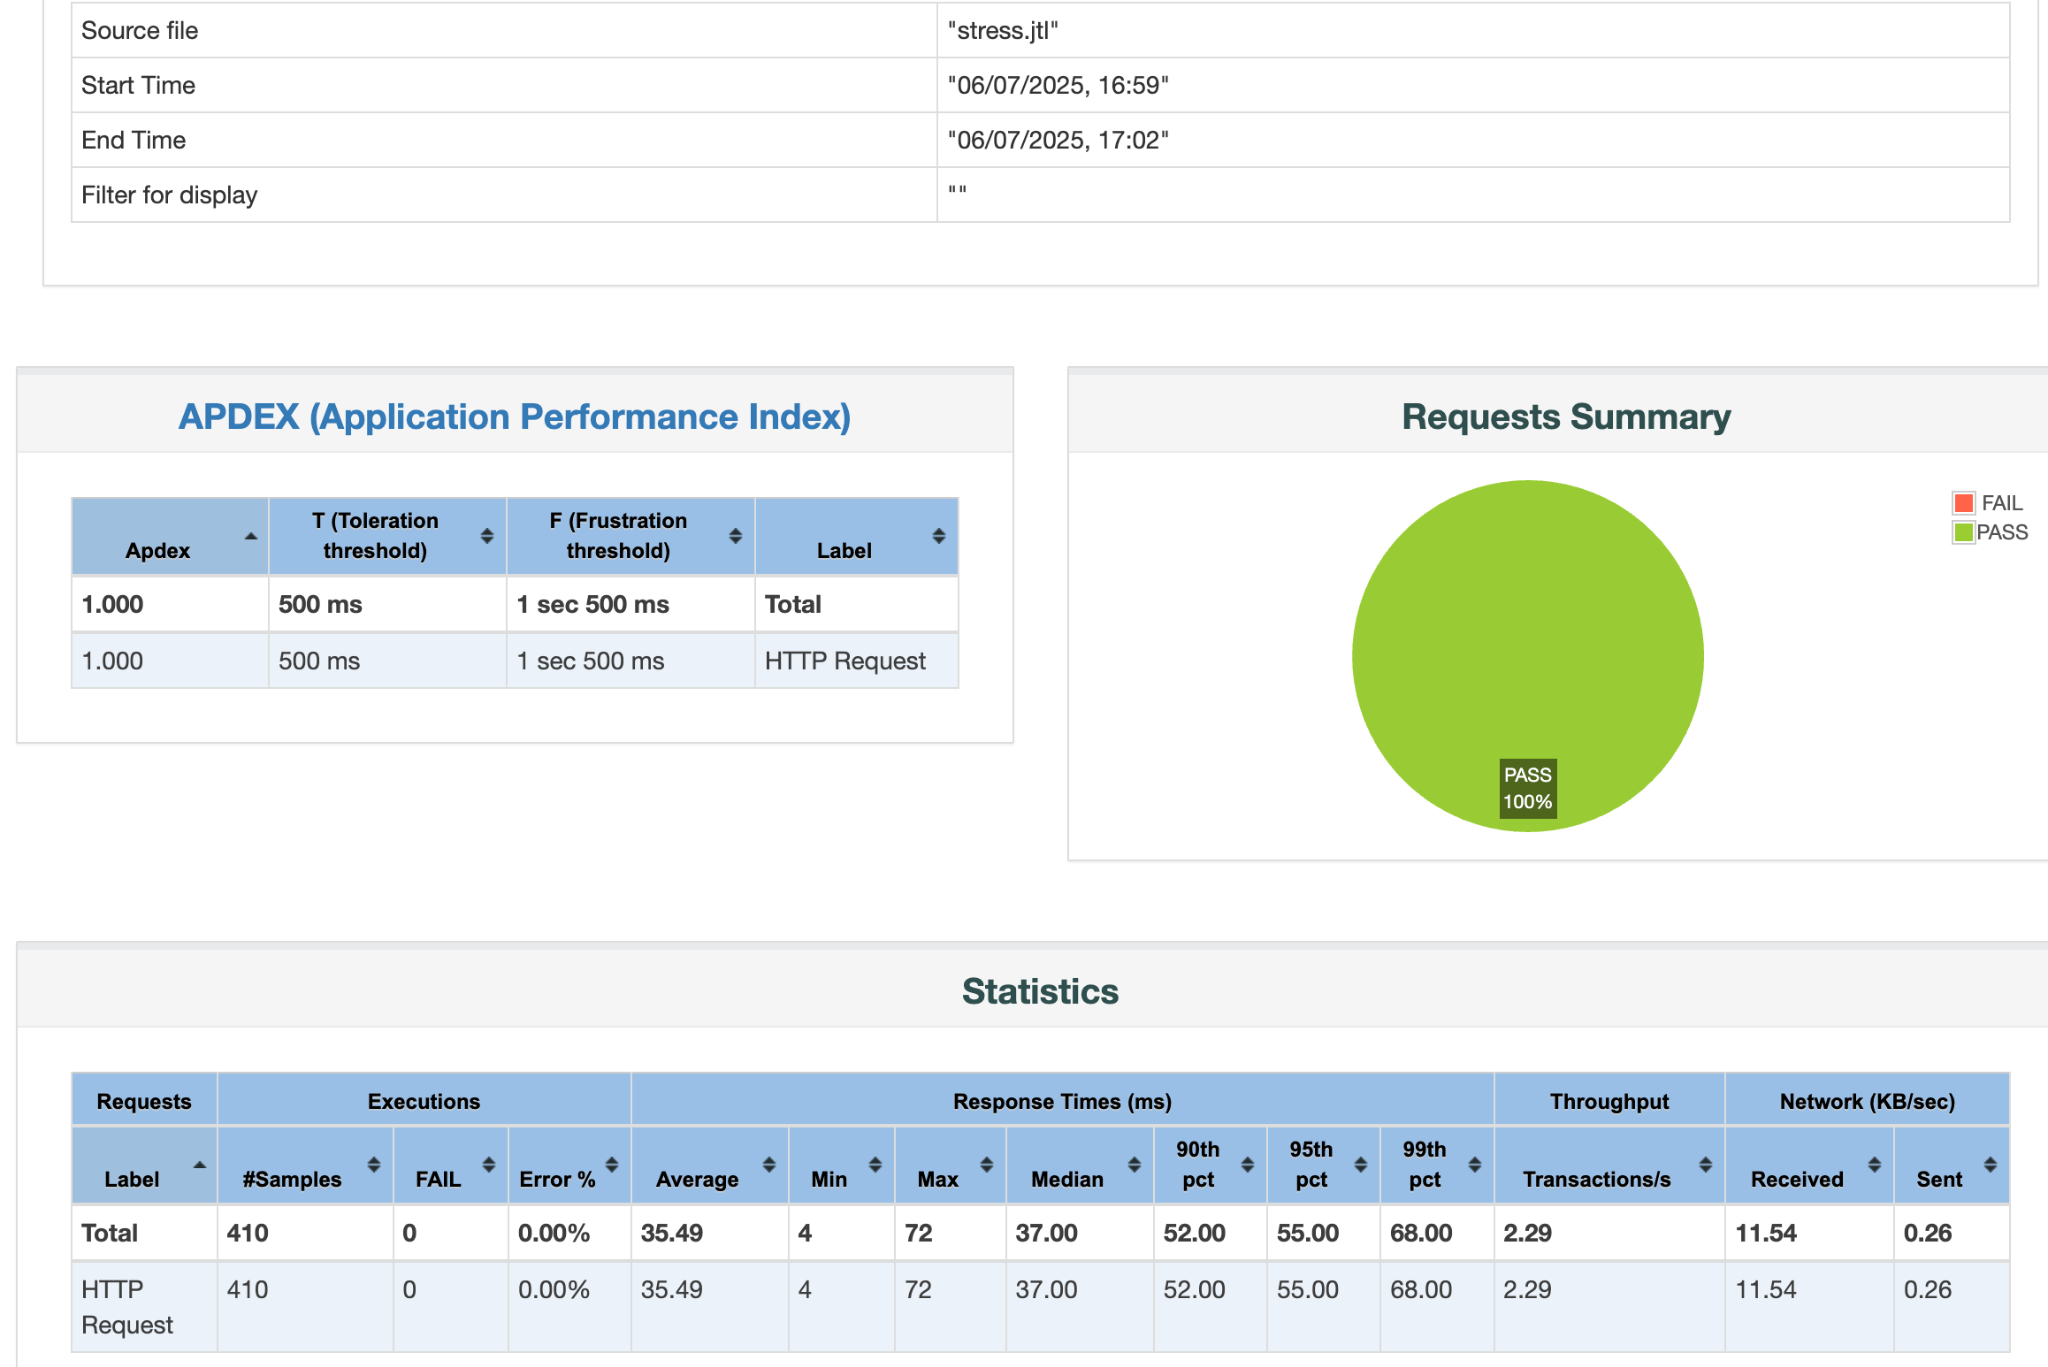 Source file "stress.jtl"
Start Time "06/07/2025, 16:59"
End Time "06/07/2025, 17:02"
Filter for display ""
APDEX (Application Performance Index)
Apdex T (Toleration threshold) F (Frustration threshold) Label
1.000 500 ms 1 sec 500 ms Total
1.000 500 ms 1 sec 500 ms HTTP Request
Requests Summary
FAIL
PASS
PASS
100%
Statistics
Requests Executions Response Times (ms) Throughput Network (KB/sec)
Label #Samples FAIL Error % Average Min Max Median 90th pct 95th pct 99th pct Transactions/s Received Sent
Total 410 0 0.00% 35.49 4 72 37.00 52.00 55.00 68.00 2.29 11.54 0.26
HTTP Request 410 0 0.00% 35.49 4 72 37.00 52.00 55.00 68.00 2.29 11.54 0.26